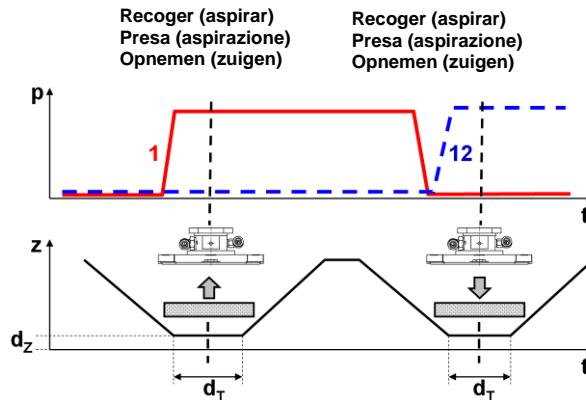 Recoger (aspirar)
Presa (aspirazione)
Opnemen (zuigen)
Recoger (aspirar)
Presa (aspirazione)
Opnemen (zuigen)
p
1
12
t
z
dz
t
dT
dT